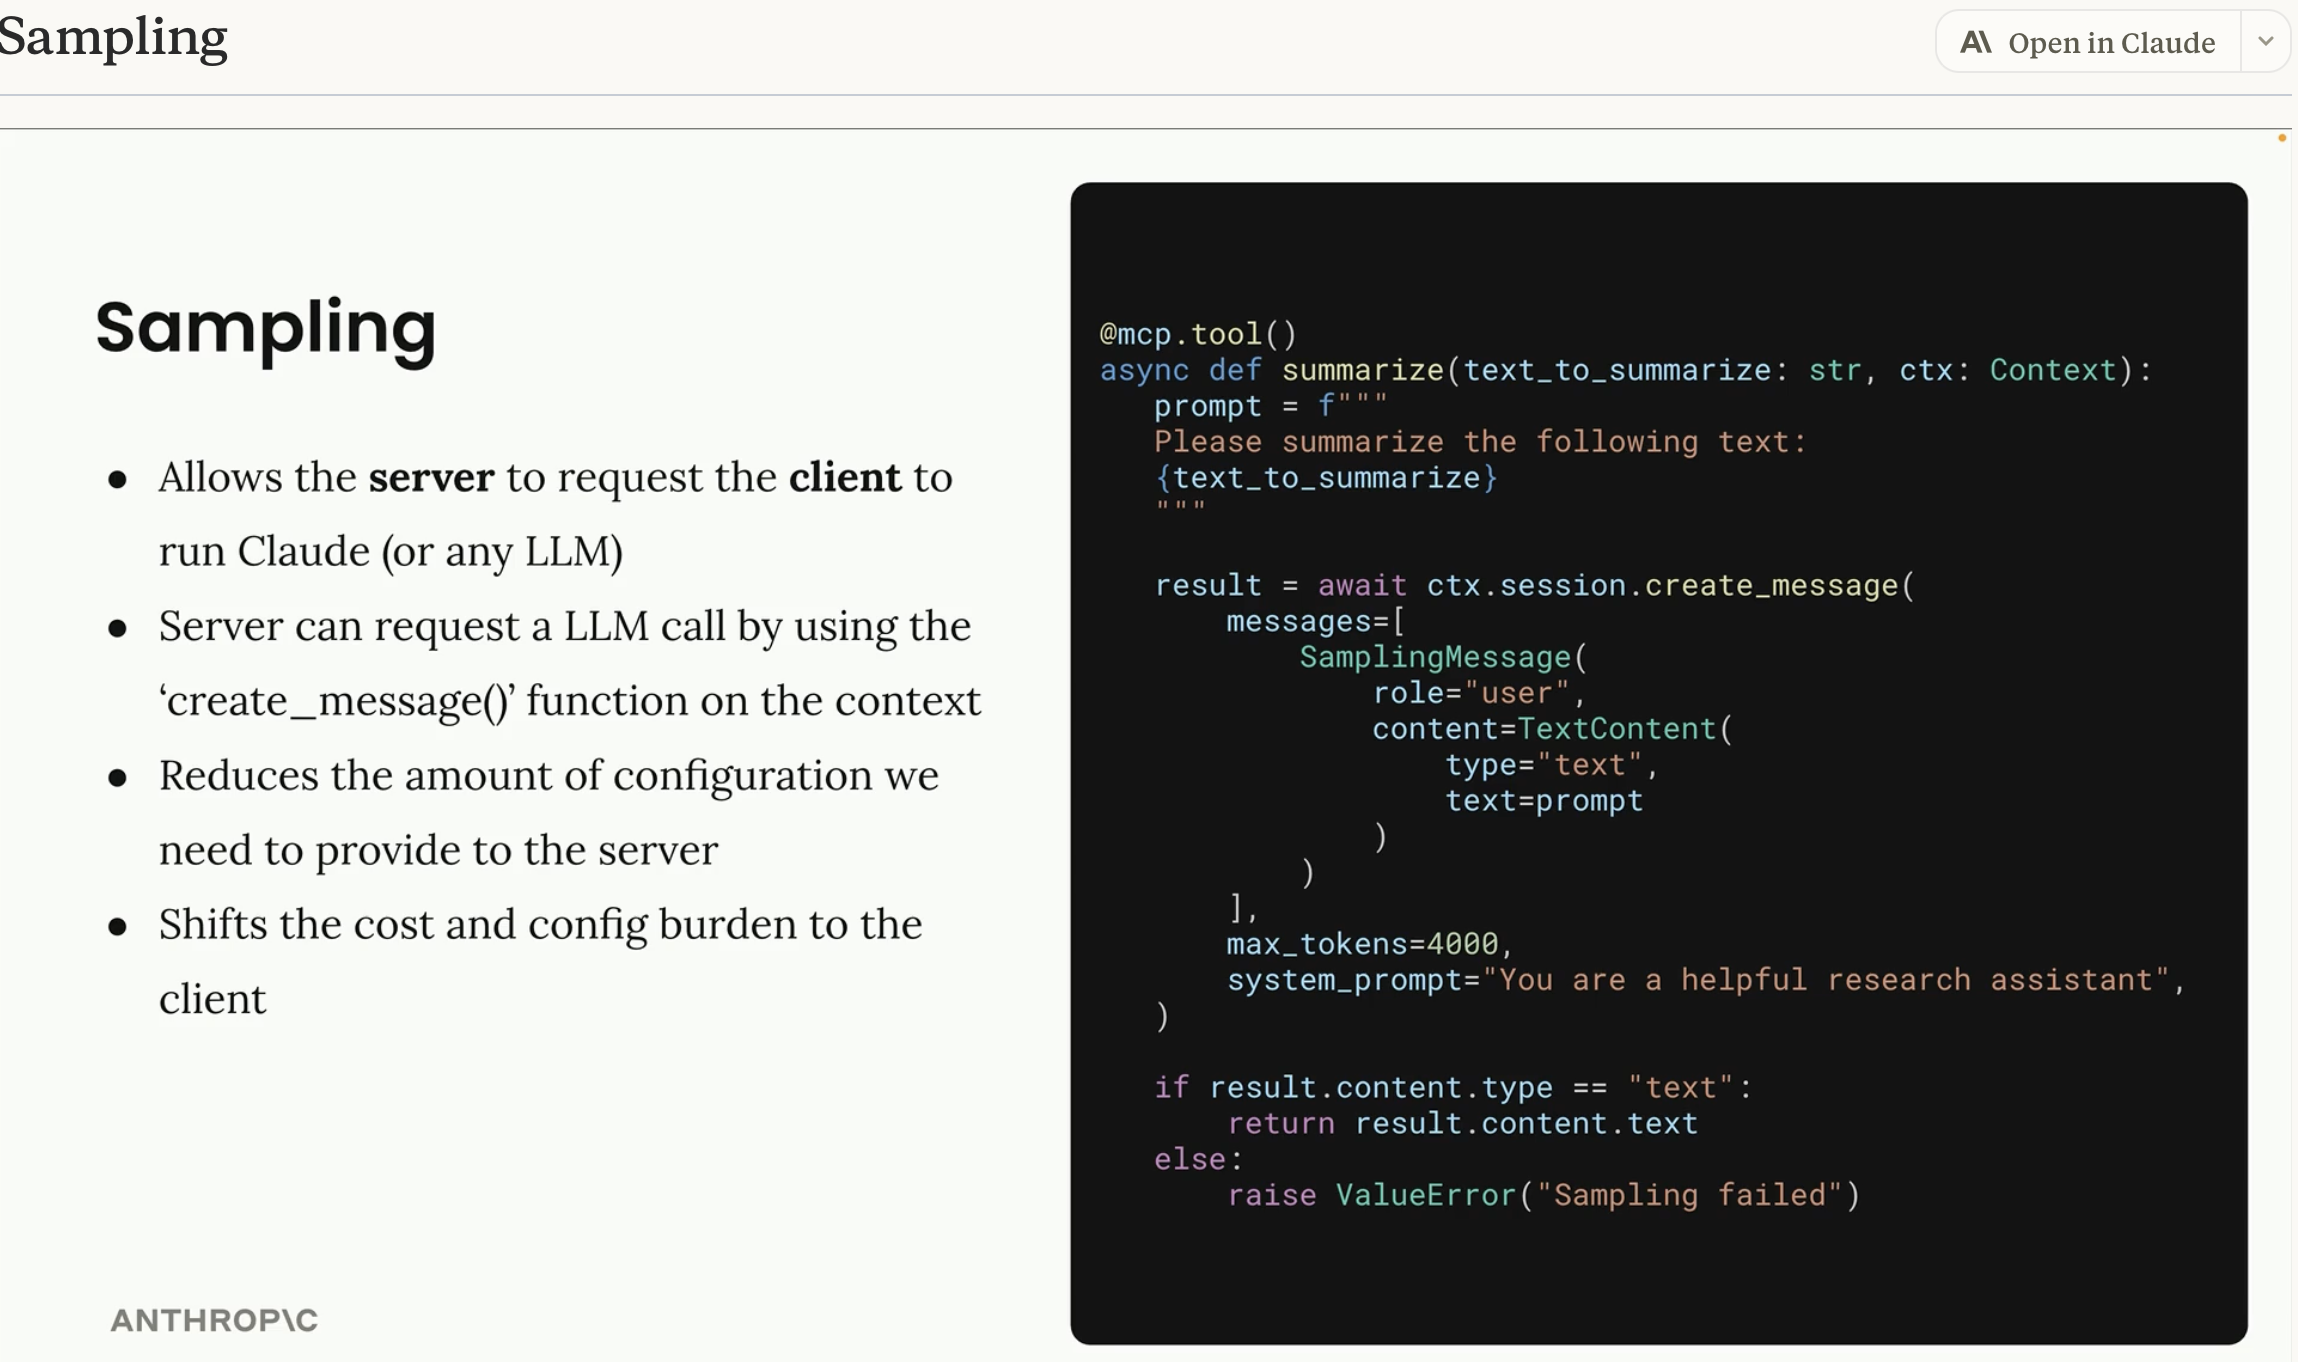 Sampling
Open in Claude
Sampling
● Allows the server to request the client to
run Claude (or any LLM)
● Server can request a LLM call by using the
‘create_message()’ function on the context
● Reduces the amount of configuration we
need to provide to the server
● Shifts the cost and config burden to the
client
ANTHROP\C
@mcp.tool()
async def summarize(text_to_summarize: str, ctx: Context):
    prompt = f"""
    Please summarize the following text:
    {text_to_summarize}
    """
    result = await ctx.session.create_message(
        messages=[
            SamplingMessage(
                role="user",
                content=TextContent(
                    type="text",
                    text=prompt
                )
            )
        ],
        max_tokens=4000,
        system_prompt="You are a helpful research assistant",
    )
    if result.content.type == "text":
        return result.content.text
    else:
        raise ValueError("Sampling failed")